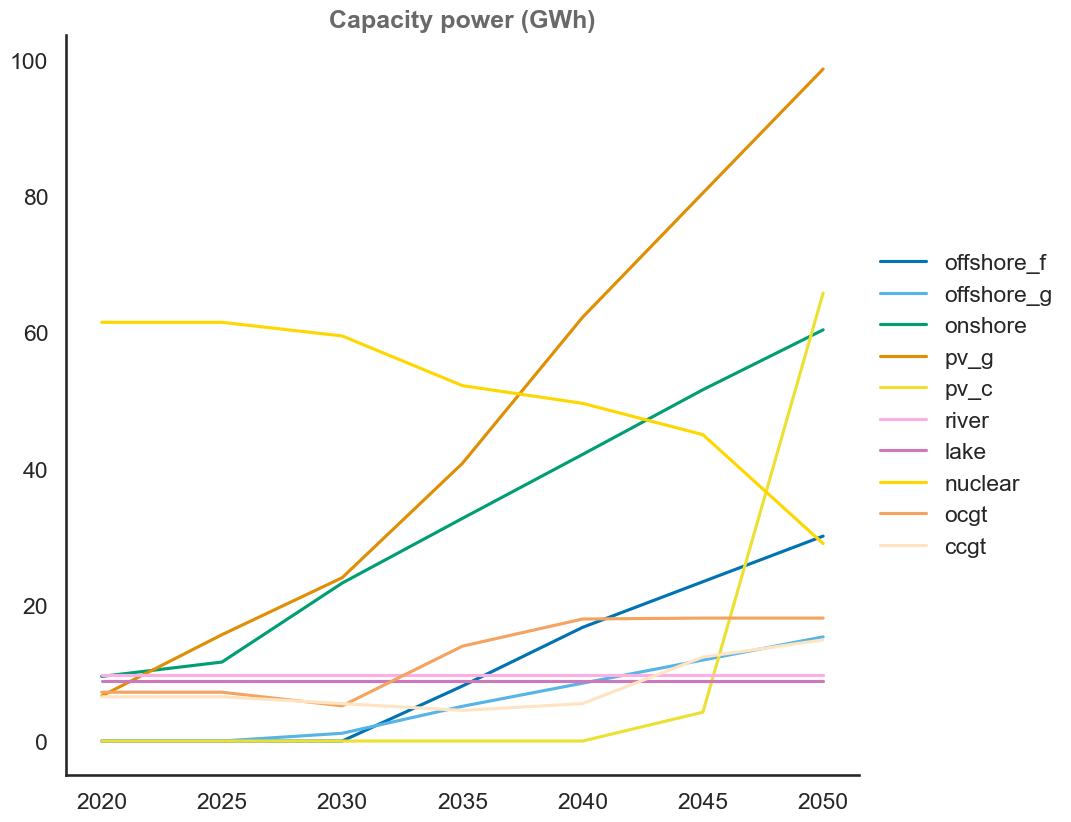 Capacity power (GWh)
100
80
60
40
20
0
2020 2025 2030 2035 2040 2045 2050
offshore_f
offshore_g
onshore
pv_g
pv_c
river
lake
nuclear
ocgt
ccgt